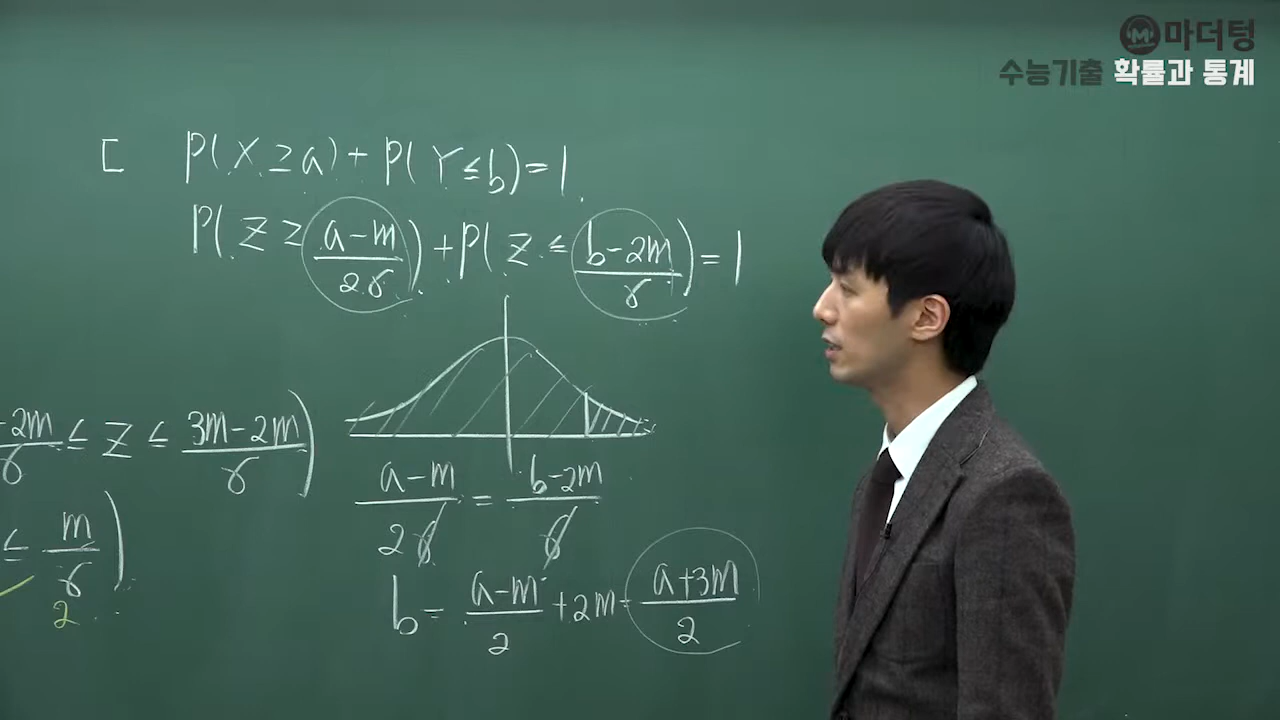 마더텅
수능기출 확률과 통계
ㄷ P(X≥a)+P(Y≤b)=1
P(Z≥(a-m)/2σ)+P(Z≤(b-2m)/σ)=1
-2m/σ ≤ Z ≤ (3m-2m)/σ)
≤ m/σ)
2
(a-m)/2σ = (b-2m)/σ
b = (a-m)/2 +2m = (a+3m)/2